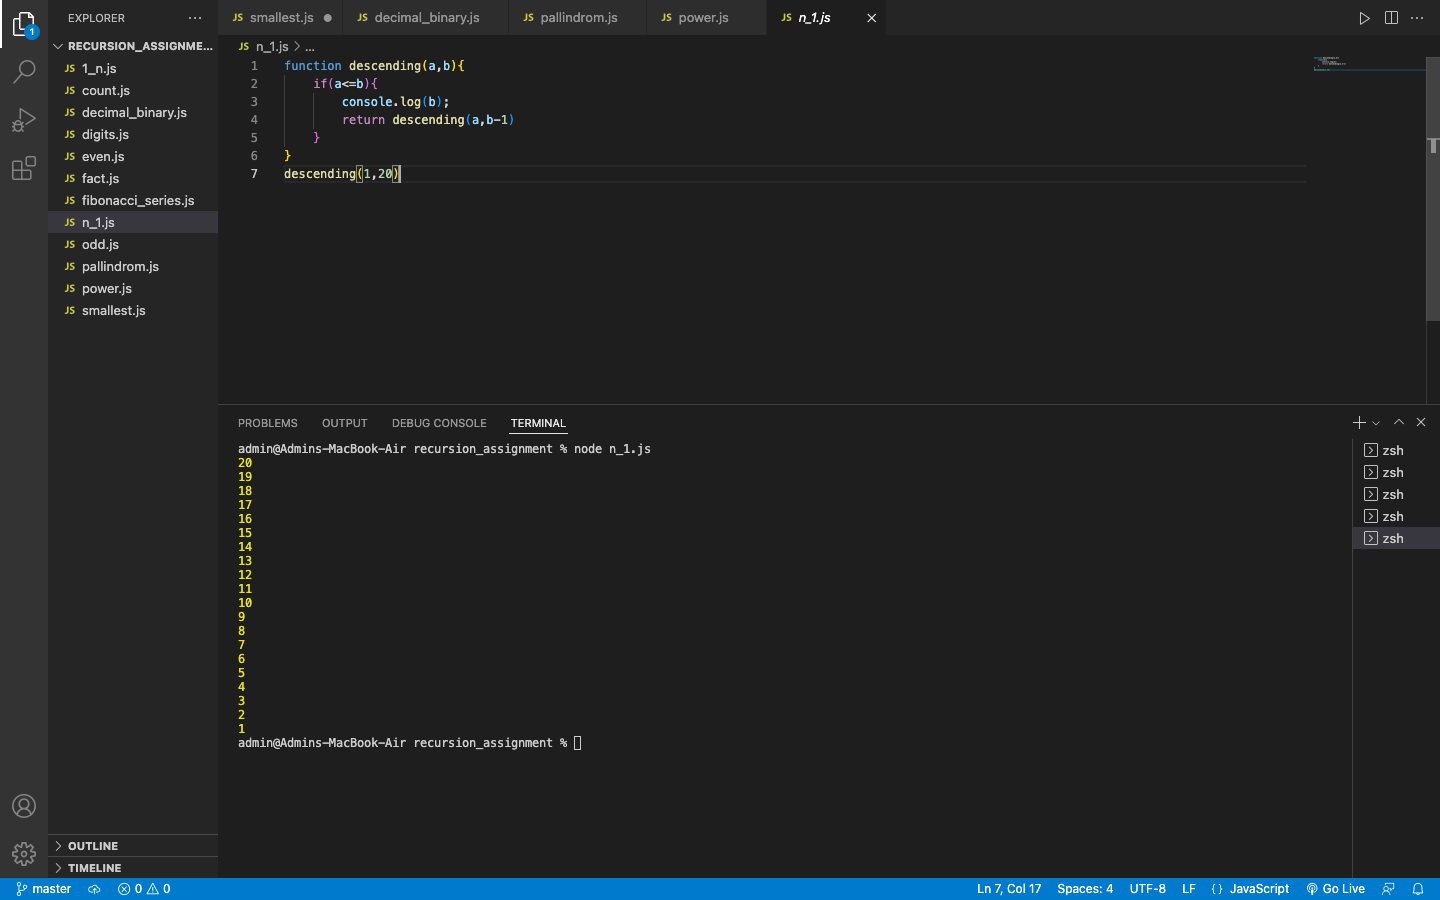 EXPLORER
1
RECURSION_ASSIGNME...
JS 1_n.js
JS count.js
JS decimal_binary.js
JS digits.js
JS even.js
JS fact.js
JS fibonacci_series.js
JS n_1.js
JS odd.js
JS pallindrom.js
JS power.js
JS smallest.js
OUTLINE
TIMELINE
JS smallest.js JS decimal_binary.js JS pallindrom.js JS power.js JS n_1.js
JS n_1.js > ...
1 function descending(a,b){
2 if(a<=b){
3 console.log(b);
4 return descending(a,b-1)
5 }
6 }
7 descending(1,20)
PROBLEMS OUTPUT DEBUG CONSOLE TERMINAL
admin@Admins-MacBook-Air recursion_assignment % node n_1.js
20
19
18
17
16
15
14
13
12
11
10
9
8
7
6
5
4
3
2
1
admin@Admins-MacBook-Air recursion_assignment %
zsh
zsh
zsh
zsh
zsh
master 0 0 Ln 7, Col 17 Spaces: 4 UTF-8 LF {} JavaScript Go Live